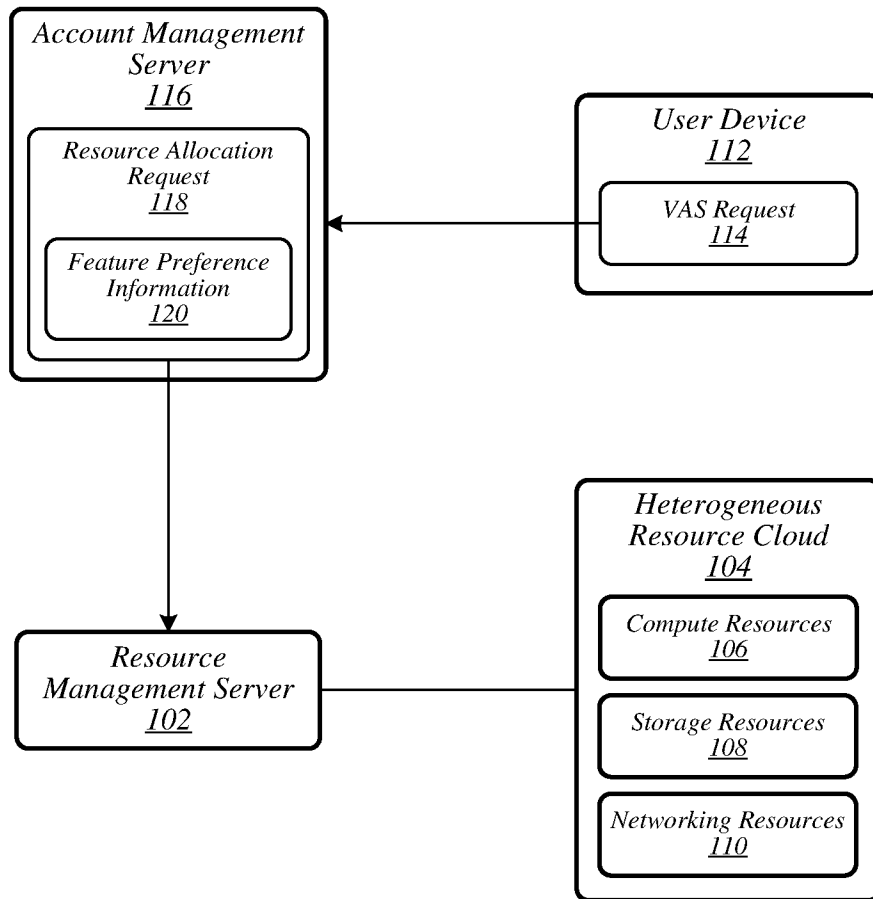 Account Management
Server
116
Resource Allocation
Request
118
Feature Preference
Information
120
User Device
112
VAS Request
114
Resource
Management Server
102
Heterogeneous
Resource Cloud
104
Compute Resources
106
Storage Resources
108
Networking Resources
110